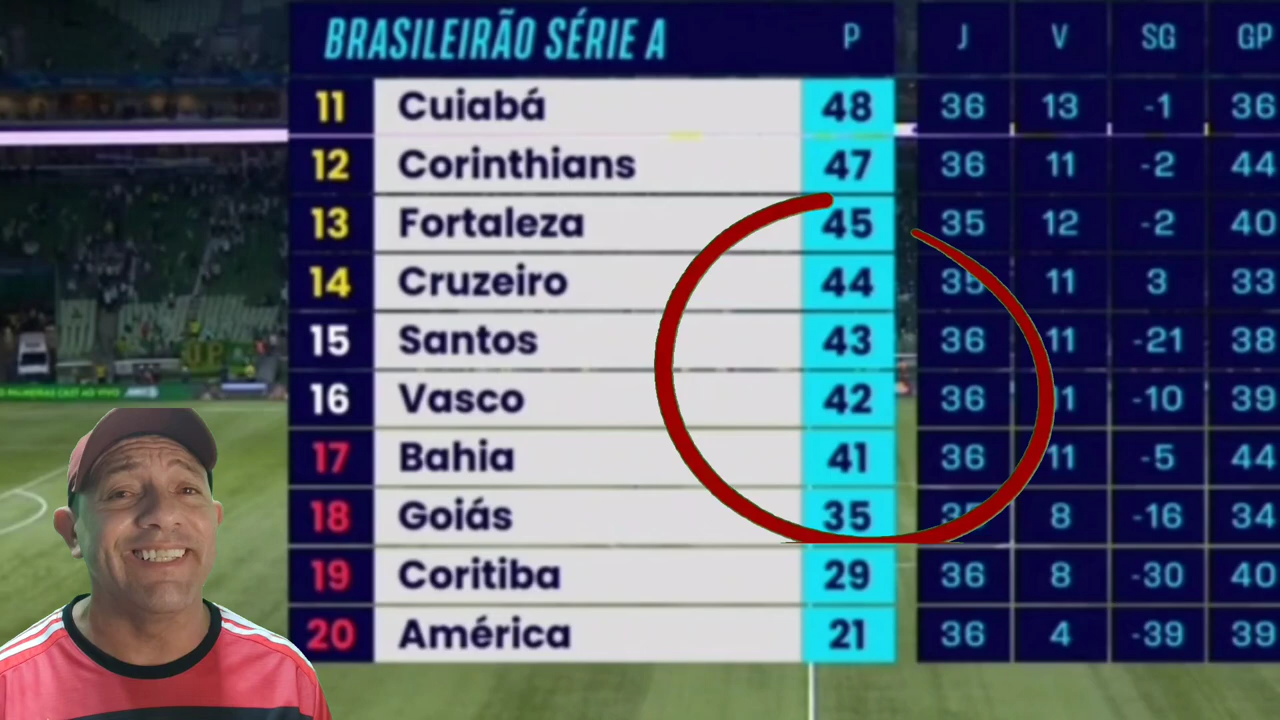 BRASILEIRÃO SÉRIE A P J V SG GP
11 Cuiabá 48 36 13 -1 36
12 Corinthians 47 36 11 -2 44
13 Fortaleza 45 35 12 -2 40
14 Cruzeiro 44 35 11 3 33
15 Santos 43 36 11 -21 38
16 Vasco 42 36 11 -10 39
17 Bahia 41 36 11 -5 44
18 Goiás 35 35 8 -16 34
19 Coritiba 29 36 8 -30 40
20 América 21 36 4 -39 39